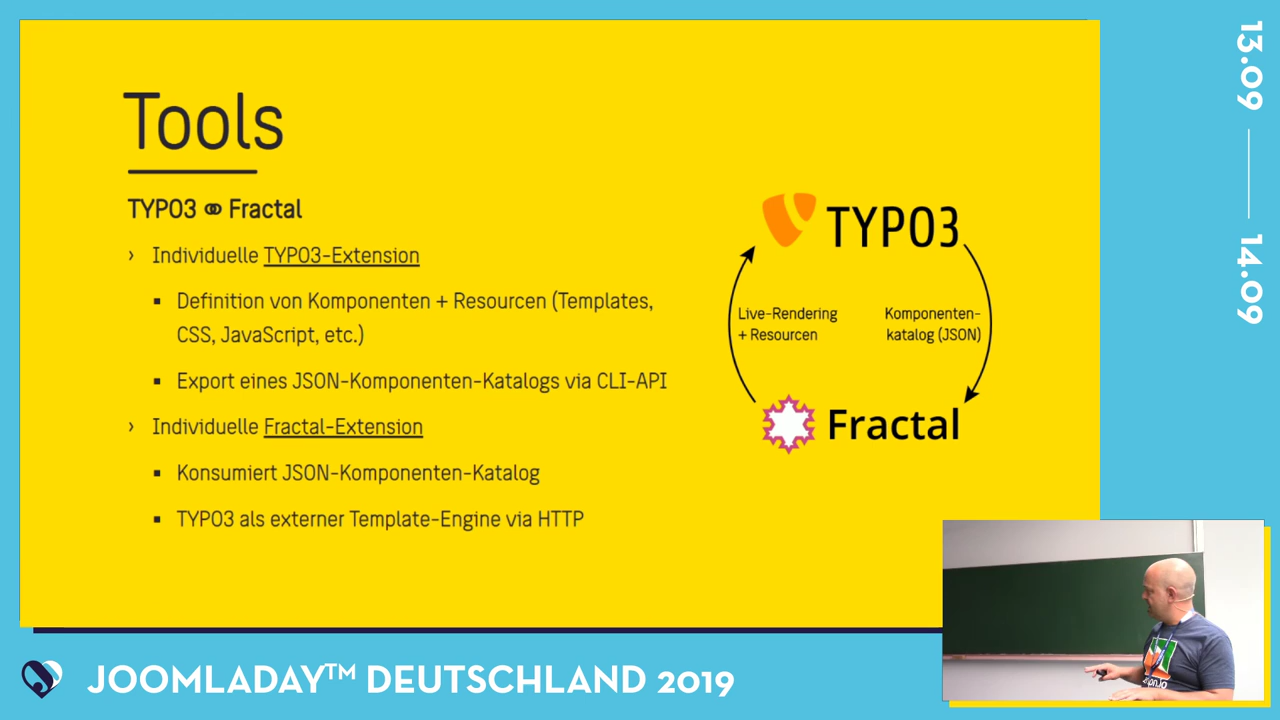 Tools
TYPO3 Fractal
› Individuelle TYPO3-Extension
▪ Definition von Komponenten + Resourcen (Templates,
CSS, JavaScript, etc.)
▪ Export eines JSON-Komponenten-Katalogs via CLI-API
› Individuelle Fractal-Extension
▪ Konsumiert JSON-Komponenten-Katalog
▪ TYPO3 als externer Template-Engine via HTTP
TYPO3
Live-Rendering
+ Resourcen
Komponenten-
katalog (JSON)
Fractal
13.09
14.09
JOOMLADAY™ DEUTSCHLAND 2019